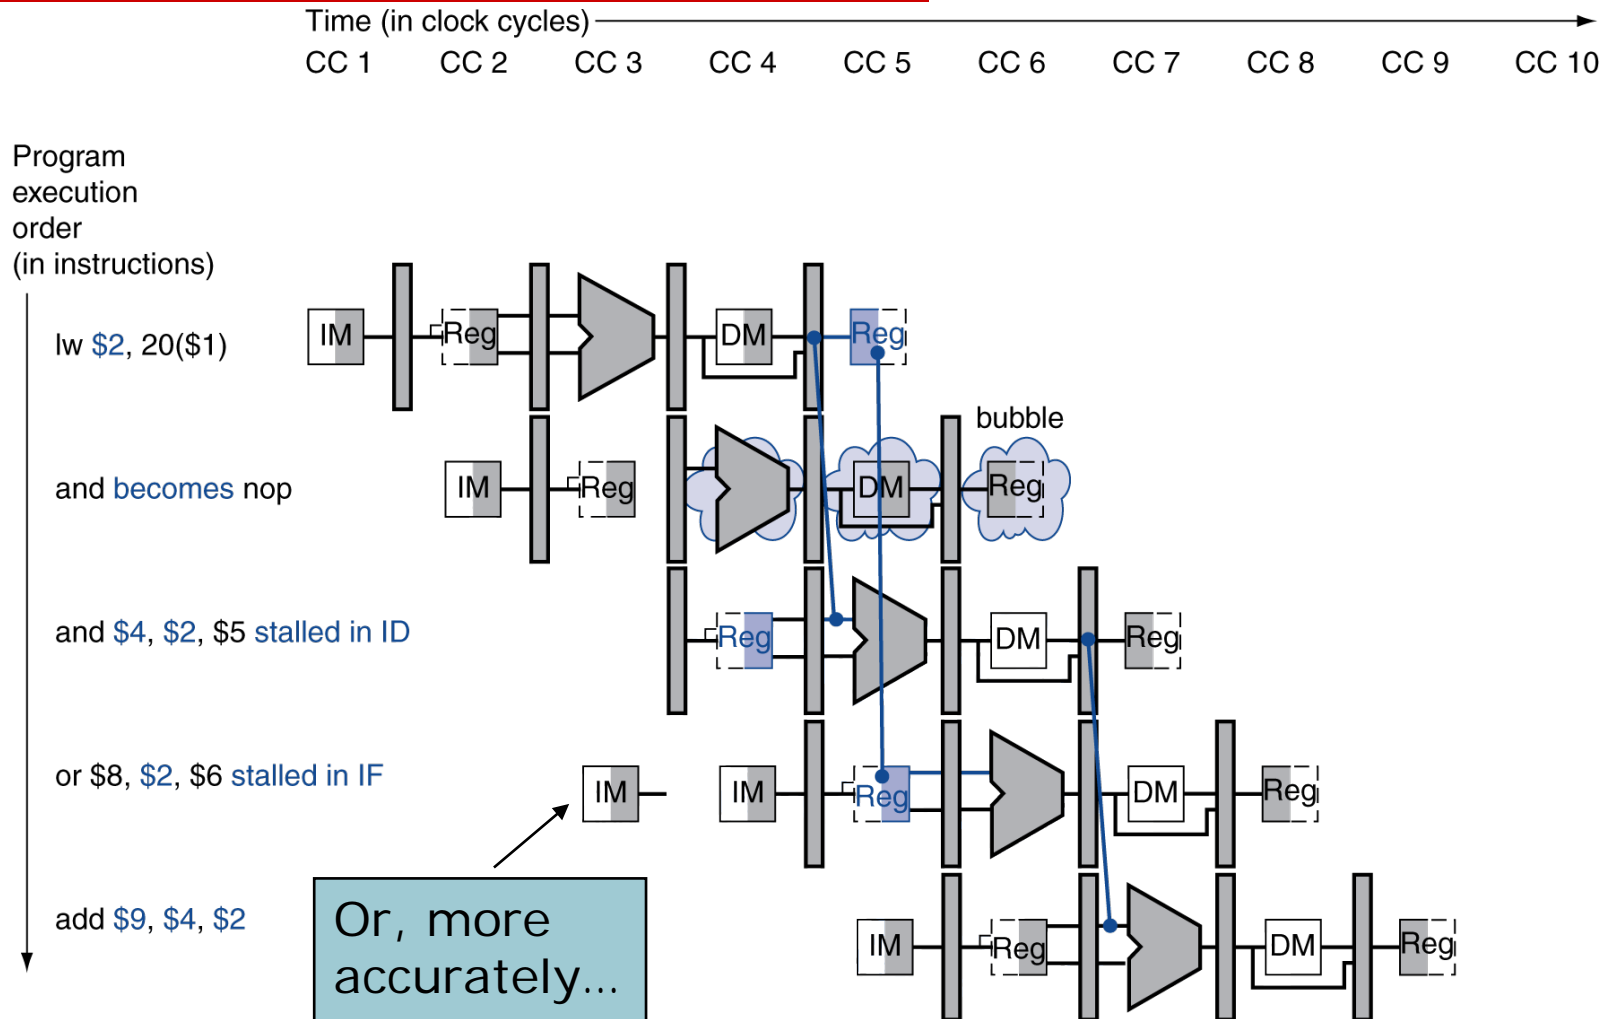 Time (in clock cycles)
CC 1 CC 2 CC 3 CC 4 CC 5 CC 6 CC 7 CC 8 CC 9 CC 10
Program
execution
order
(in instructions)
lw $2, 20($1)
IM Reg DM Reg
bubble
and becomes nop
IM Reg DM Reg
and $4, $2, $5 stalled in ID
Reg DM Reg
or $8, $2, $6 stalled in IF
IM IM Reg DM Reg
add $9, $4, $2
IM Reg DM Reg
Or, more
accurately...